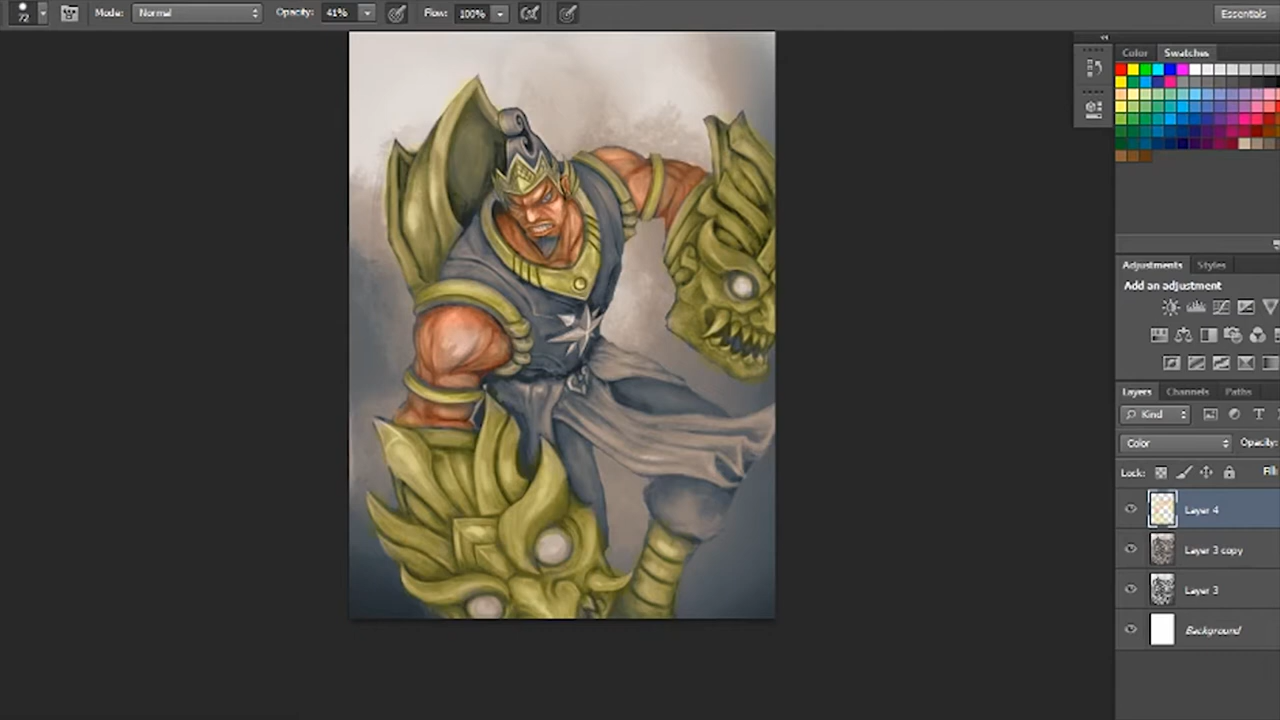 72 Mode: Normal Opacity: 41% Flow: 100% Essentials
Color Swatches
Adjustments Styles
Add an adjustment
Layers Channels Paths
Kind T
Color Opacity:
Lock: Fill
Layer 4
Layer 3 copy
Layer 3
Background